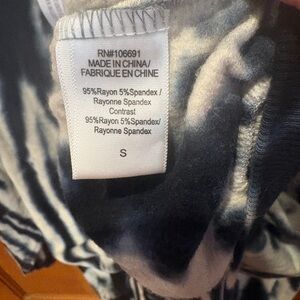 RN#106691
MADE IN CHINA/
FABRIQUE EN CHINE
95%Rayon 5%Spandex /
Rayonne Spandex
Contrast
95%Rayon 5%Spandex/
Rayonne Spandex
S